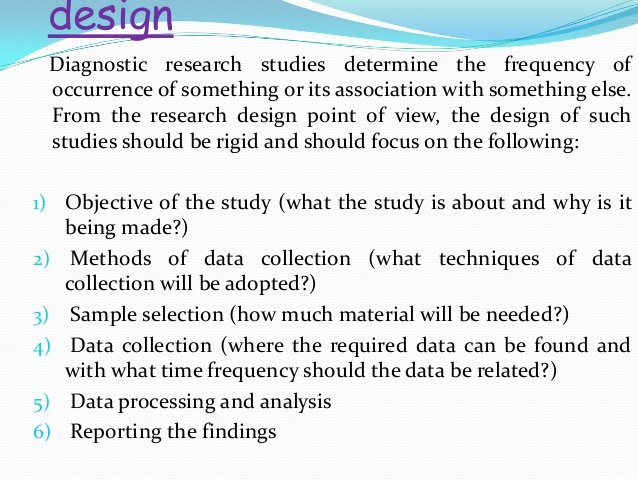 design
Diagnostic research studies determine the frequency of
occurrence of something or its association with something else.
From the research design point of view, the design of such
studies should be rigid and should focus on the following:
1) Objective of the study (what the study is about and why is it
being made?)
2) Methods of data collection (what techniques of data
collection will be adopted?)
3) Sample selection (how much material will be needed?)
4) Data collection (where the required data can be found and
with what time frequency should the data be related?)
5) Data processing and analysis
6) Reporting the findings